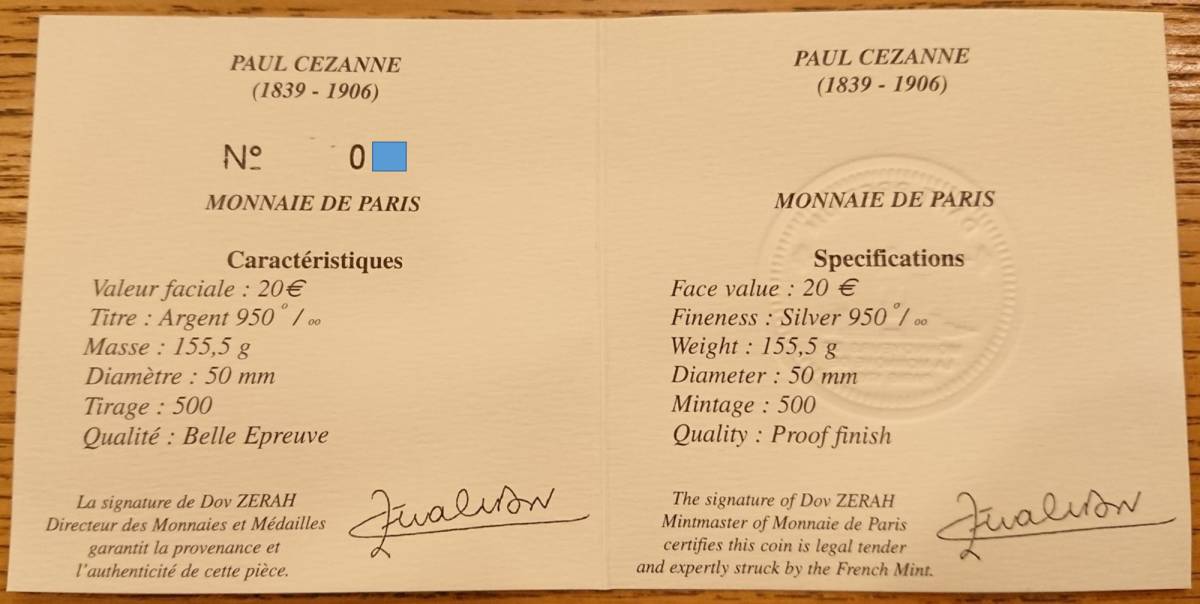 PAUL CEZANNE
(1839 - 1906)
Nº 0
MONNAIE DE PARIS
Caractéristiques
Valeur faciale : 20€
Titre : Argent 950 °/ₒₒ
Masse : 155,5 g
Diamètre : 50 mm
Tirage : 500
Qualité : Belle Epreuve
La signature de Dov ZERAH
Directeur des Monnaies et Médailles
garantit la provenance et
l'authenticité de cette pièce.
PAUL CEZANNE
(1839 - 1906)
MONNAIE DE PARIS
Specifications
Face value : 20 €
Fineness : Silver 950 °/ₒₒ
Weight : 155,5 g
Diameter : 50 mm
Mintage : 500
Quality : Proof finish
The signature of Dov ZERAH
Mintmaster of Monnaie de Paris
certifies this coin is legal tender
and expertly struck by the French Mint.